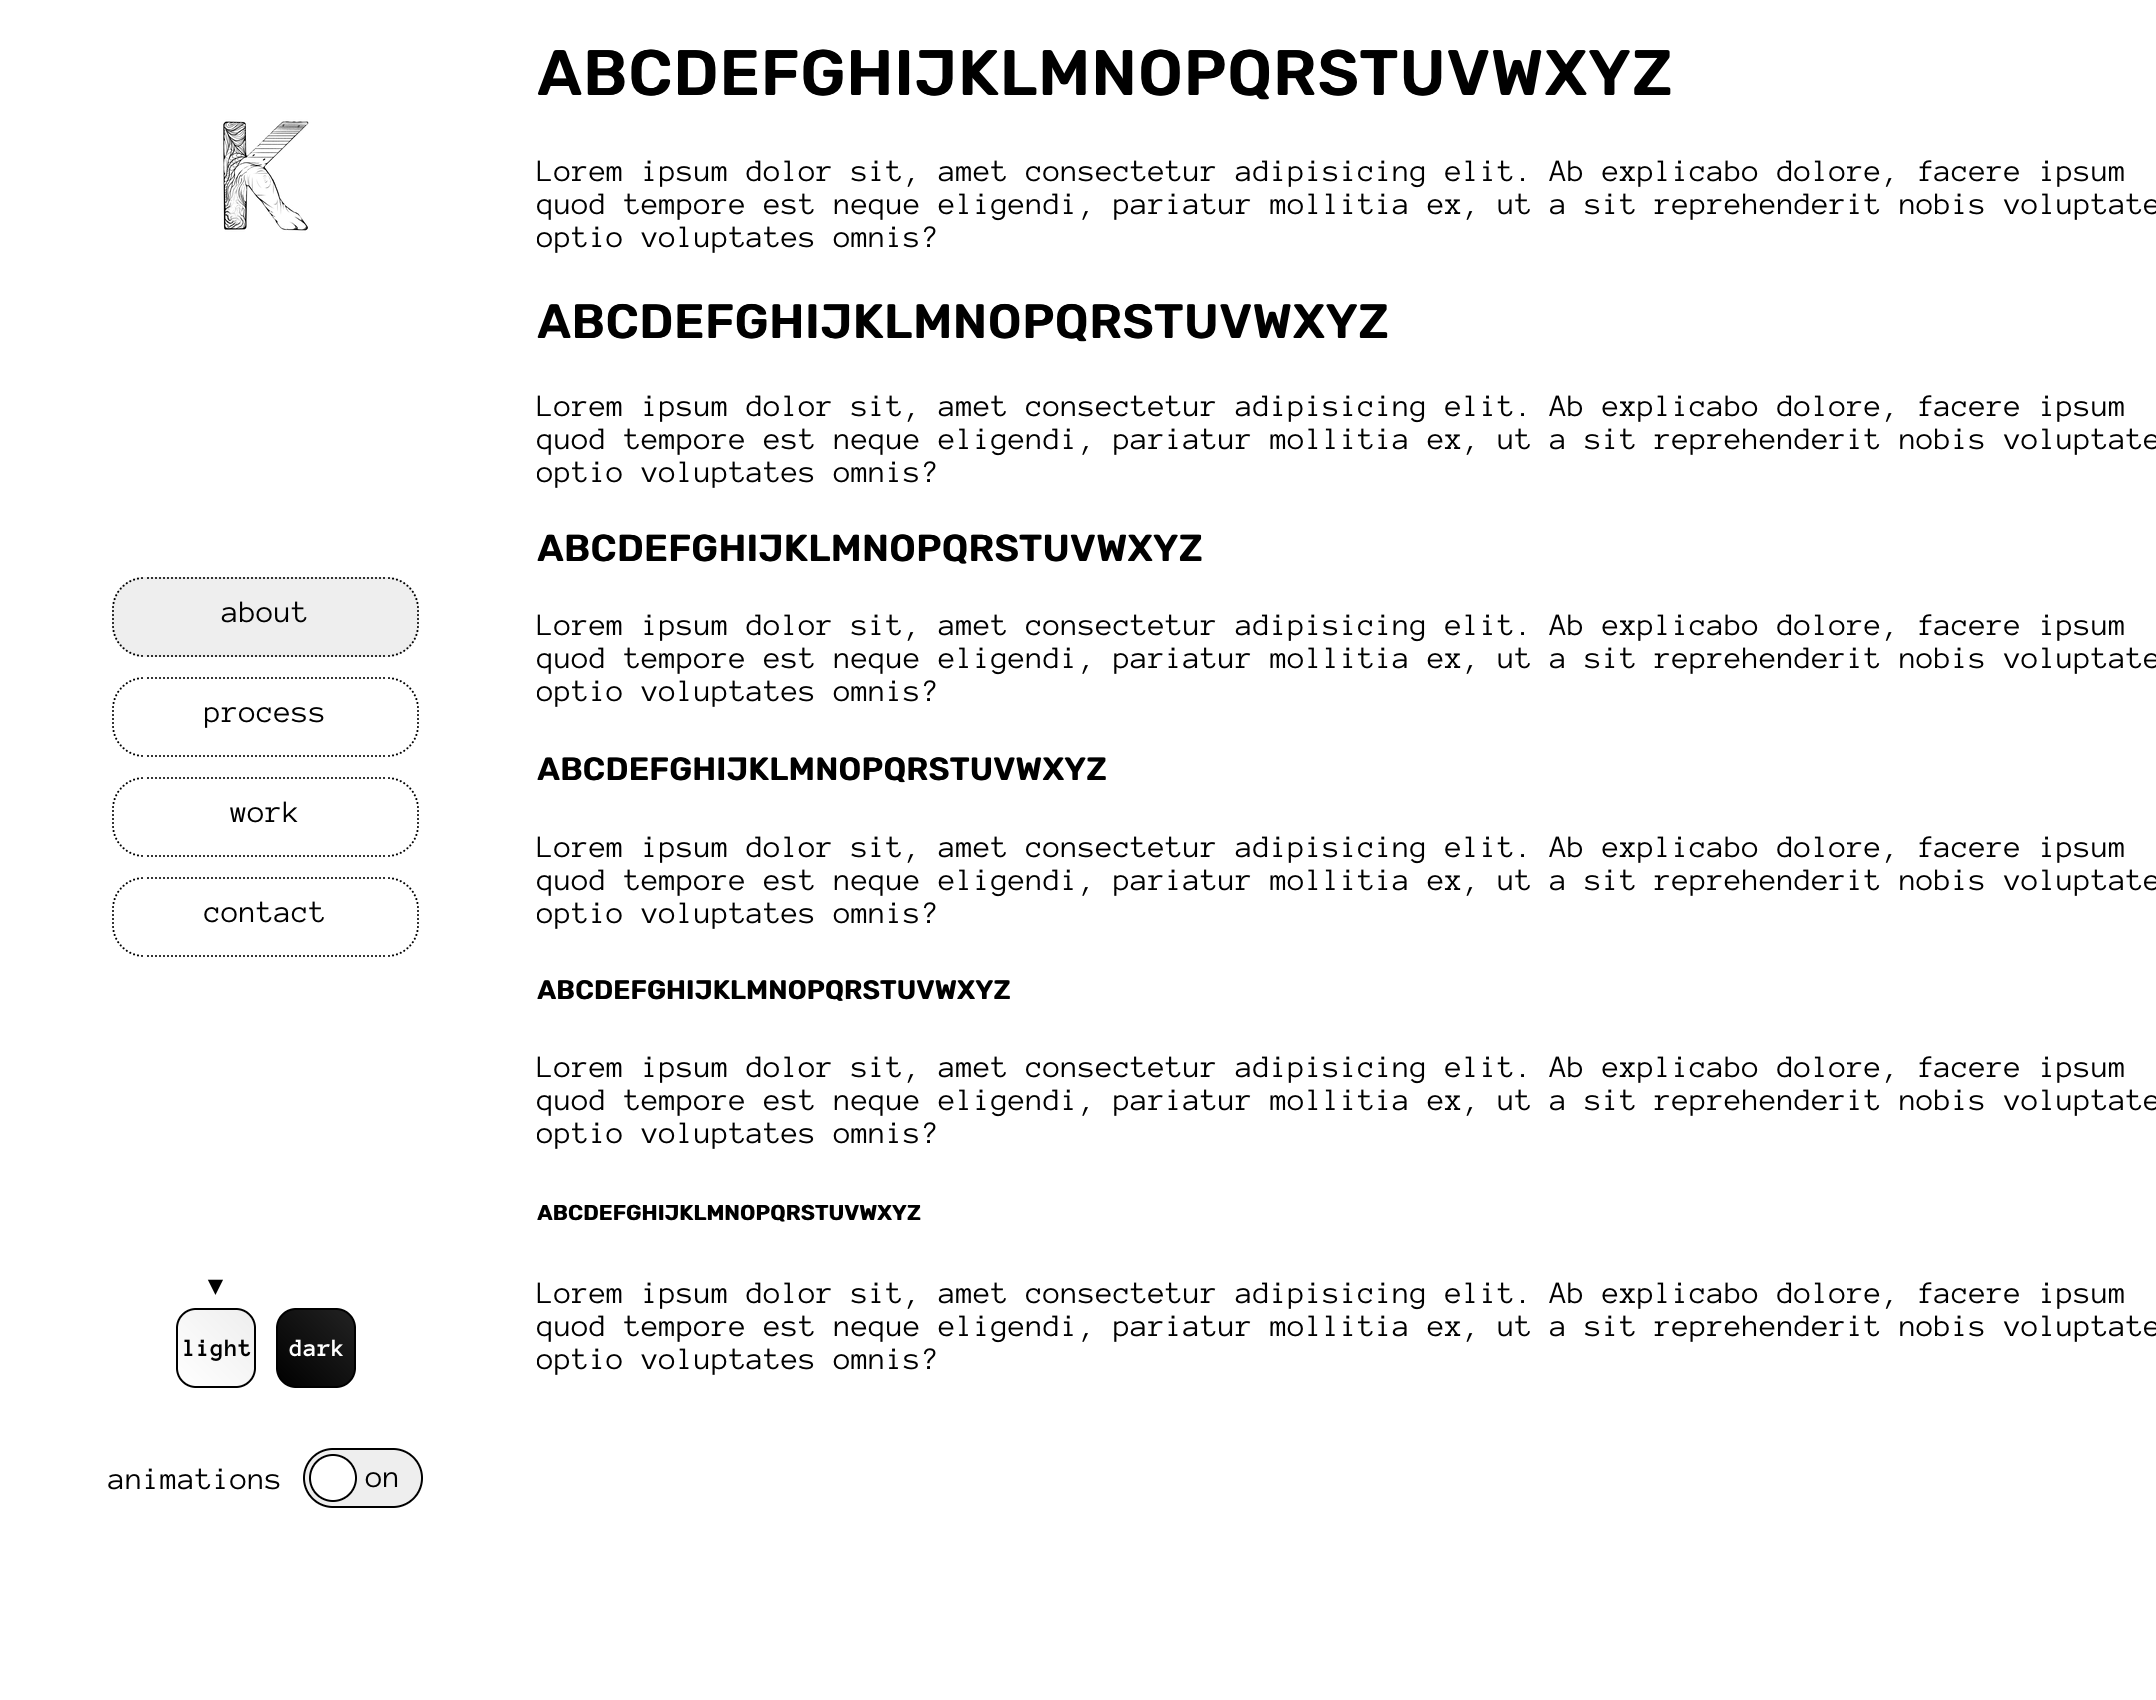 K
about
process
work
contact
▼
light dark
animations on
ABCDEFGHIJKLMNOPQRSTUVWXYZ
Lorem ipsum dolor sit, amet consectetur adipisicing elit. Ab explicabo dolore, facere ipsum
quod tempore est neque eligendi, pariatur mollitia ex, ut a sit reprehenderit nobis voluptate
optio voluptates omnis?
ABCDEFGHIJKLMNOPQRSTUVWXYZ
Lorem ipsum dolor sit, amet consectetur adipisicing elit. Ab explicabo dolore, facere ipsum
quod tempore est neque eligendi, pariatur mollitia ex, ut a sit reprehenderit nobis voluptate
optio voluptates omnis?
ABCDEFGHIJKLMNOPQRSTUVWXYZ
Lorem ipsum dolor sit, amet consectetur adipisicing elit. Ab explicabo dolore, facere ipsum
quod tempore est neque eligendi, pariatur mollitia ex, ut a sit reprehenderit nobis voluptate
optio voluptates omnis?
ABCDEFGHIJKLMNOPQRSTUVWXYZ
Lorem ipsum dolor sit, amet consectetur adipisicing elit. Ab explicabo dolore, facere ipsum
quod tempore est neque eligendi, pariatur mollitia ex, ut a sit reprehenderit nobis voluptate
optio voluptates omnis?
ABCDEFGHIJKLMNOPQRSTUVWXYZ
Lorem ipsum dolor sit, amet consectetur adipisicing elit. Ab explicabo dolore, facere ipsum
quod tempore est neque eligendi, pariatur mollitia ex, ut a sit reprehenderit nobis voluptate
optio voluptates omnis?
ABCDEFGHIJKLMNOPQRSTUVWXYZ
Lorem ipsum dolor sit, amet consectetur adipisicing elit. Ab explicabo dolore, facere ipsum
quod tempore est neque eligendi, pariatur mollitia ex, ut a sit reprehenderit nobis voluptate
optio voluptates omnis?